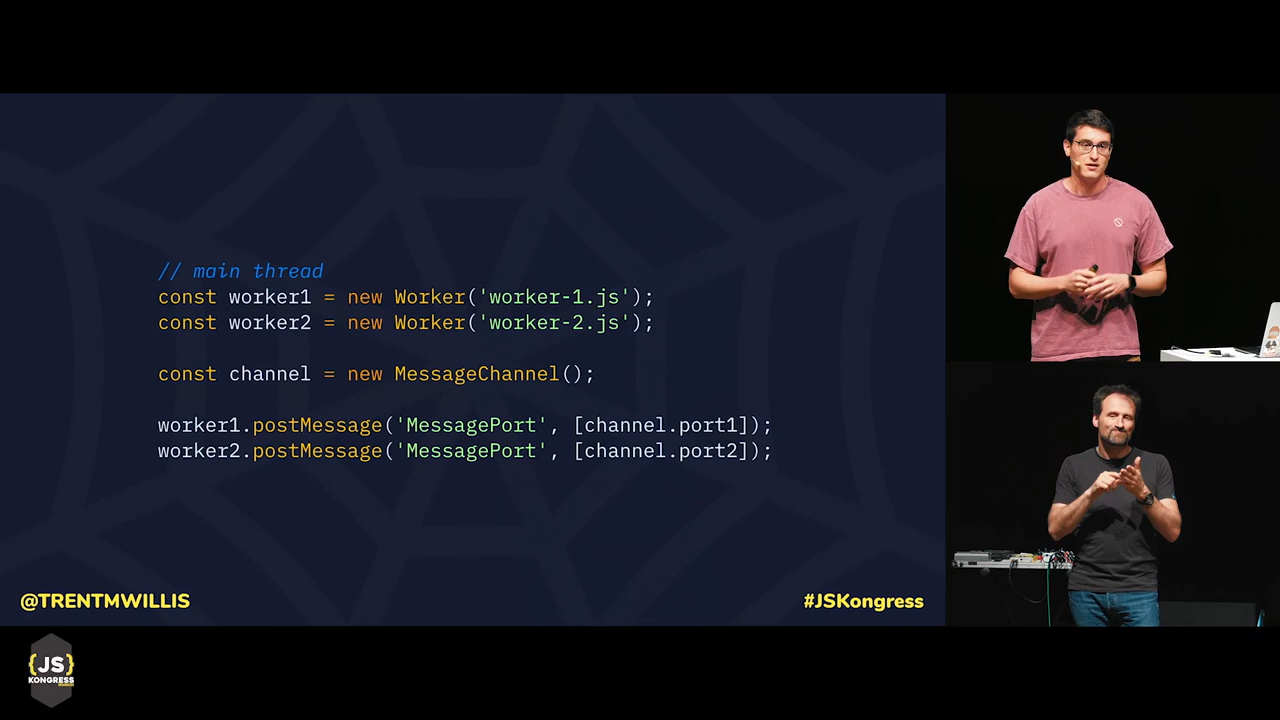 // main thread
const worker1 = new Worker('worker-1.js');
const worker2 = new Worker('worker-2.js');
const channel = new MessageChannel();
worker1.postMessage('MessagePort', [channel.port1]);
worker2.postMessage('MessagePort', [channel.port2]);
@TRENTMWILLIS
#JSKongress
{JS}
KONGRESS